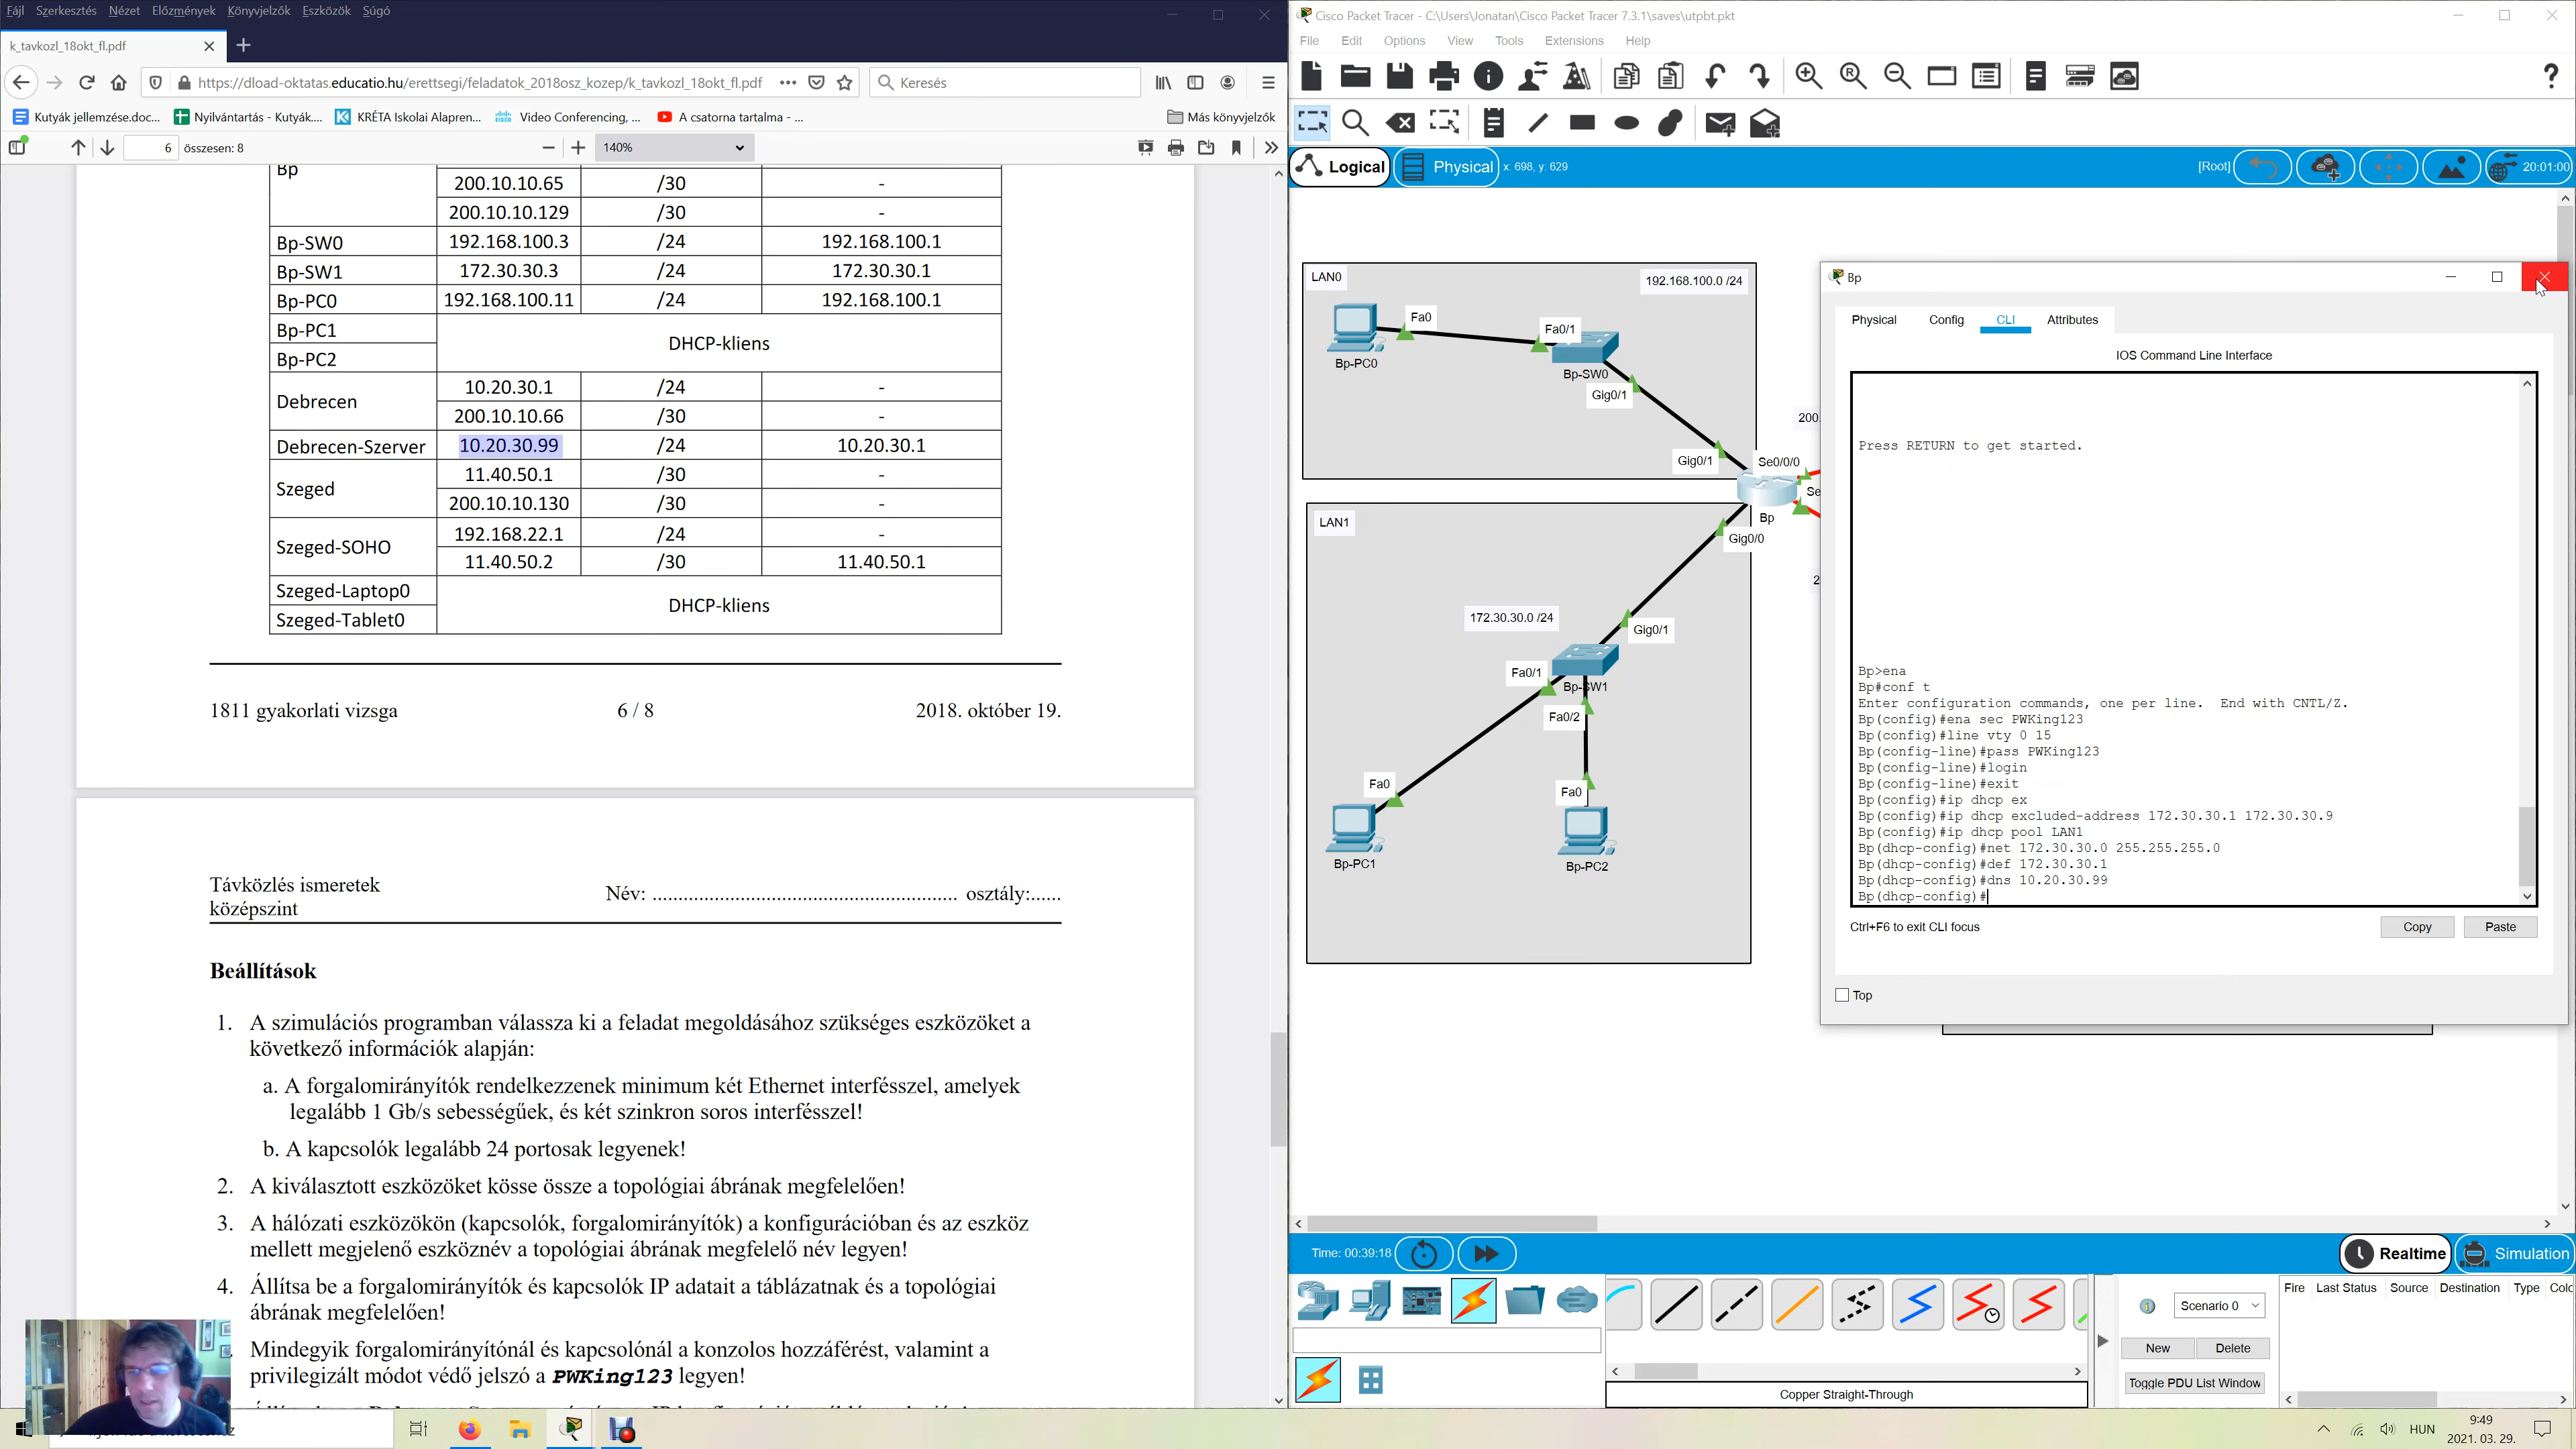 Fájl Szerkesztés Nézet Előzmények Könyvjelzők Eszközök Súgó
k_tavkozl_18okt_fl.pdf
https://dload-oktatas.educatio.hu/erettsegi/feladatok_2018osz_kozep/k_tavkozl_18okt_fl.pdf
Keresés
Kutyák jellemzése.doc...
Nyilvántartás - Kutyák....
KRÉTA Iskolai Alapren...
Video Conferencing, ...
A csatorna tartalma - ...
Más könyvjelzők
6 összesen: 8
140%
Bp
200.10.10.65 /30 -
200.10.10.129 /30 -
Bp-SW0 192.168.100.3 /24 192.168.100.1
Bp-SW1 172.30.30.3 /24 172.30.30.1
Bp-PC0 192.168.100.11 /24 192.168.100.1
Bp-PC1
Bp-PC2
DHCP-kliens
Debrecen
10.20.30.1 /24 -
200.10.10.66 /30 -
Debrecen-Szerver 10.20.30.99 /24 10.20.30.1
Szeged
11.40.50.1 /30 -
200.10.10.130 /30 -
Szeged-SOHO
192.168.22.1 /24 -
11.40.50.2 /30 11.40.50.1
Szeged-Laptop0
Szeged-Tablet0
DHCP-kliens
1811 gyakorlati vizsga 6 / 8 2018. október 19.
Távközlés ismeretek
középszint
Név: ............................................................ osztály:......
Beállítások
1. A szimulációs programban válassza ki a feladat megoldásához szükséges eszközöket a
következő információk alapján:
a. A forgalomirányítók rendelkezzenek minimum két Ethernet interfésszel, amelyek
legalább 1 Gb/s sebességűek, és két szinkron soros interfésszel!
b. A kapcsolók legalább 24 portosak legyenek!
2. A kiválasztott eszközöket kösse össze a topológiai ábrának megfelelően!
3. A hálózati eszközökön (kapcsolók, forgalomirányítók) a konfigurációban és az eszköz
mellett megjelenő eszköznév a topológiai ábrának megfelelő név legyen!
4. Állítsa be a forgalomirányítók és kapcsolók IP adatait a táblázatnak és a topológiai
ábrának megfelelően!
Mindegyik forgalomirányítónál és kapcsolónál a konzolos hozzáférést, valamint a
privilegizált módot védő jelszó a PWKing123 legyen!
Cisco Packet Tracer - C:\Users\Jonatan\Cisco Packet Tracer 7.3.1\saves\utpbt.pkt
File Edit Options View Tools Extensions Help
Logical
Physical
x: 698, y: 629
[Root]
20:01:00
LAN0
192.168.100.0 /24
Fa0
Fa0/1
Bp-PC0
Bp-SW0
Gig0/1
200.
Gig0/1
Se0/0/0
Se
Bp
Gig0/0
2
LAN1
172.30.30.0 /24
Gig0/1
Fa0/1
Bp-SW1
Fa0/2
Fa0
Fa0
Bp-PC1
Bp-PC2
Bp
Physical Config CLI Attributes
IOS Command Line Interface
Press RETURN to get started.
Bp>ena
Bp#conf t
Enter configuration commands, one per line.  End with CNTL/Z.
Bp(config)#ena sec PWKing123
Bp(config)#line vty 0 15
Bp(config-line)#pass PWKing123
Bp(config-line)#login
Bp(config-line)#exit
Bp(config)#ip dhcp ex
Bp(config)#ip dhcp excluded-address 172.30.30.1 172.30.30.9
Bp(config)#ip dhcp pool LAN1
Bp(dhcp-config)#net 172.30.30.0 255.255.255.0
Bp(dhcp-config)#def 172.30.30.1
Bp(dhcp-config)#dns 10.20.30.99
Bp(dhcp-config)#
Ctrl+F6 to exit CLI focus
Copy
Paste
Top
Time: 00:39:18
Realtime
Simulation
Scenario 0
New
Delete
Toggle PDU List Window
Fire Last Status Source Destination Type Colo
Copper Straight-Through
HUN
9:49
2021. 03. 29.